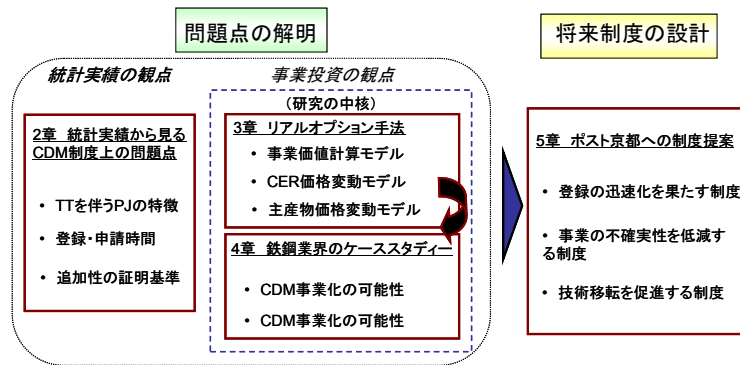 問題点の解明
将来制度の設計
統計実績の観点
事業投資の観点
(研究の中核)
2章 統計実績から見る
CDM制度上の問題点
• TTを伴うPJの特徴
• 登録・申請時間
• 追加性の証明基準
3章 リアルオプション手法
• 事業価値計算モデル
• CER価格変動モデル
• 主産物価格変動モデル
4章 鉄鋼業界のケーススタディー
• CDM事業化の可能性
• CDM事業化の可能性
5章 ポスト京都への制度提案
• 登録の迅速化を果たす制度
• 事業の不確実性を低減す
る制度
• 技術移転を促進する制度